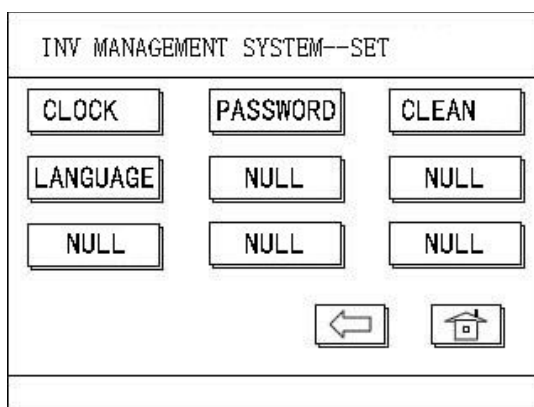 INV MANAGEMENT SYSTEM--SET
CLOCK PASSWORD CLEAN
LANGUAGE NULL NULL
NULL NULL NULL